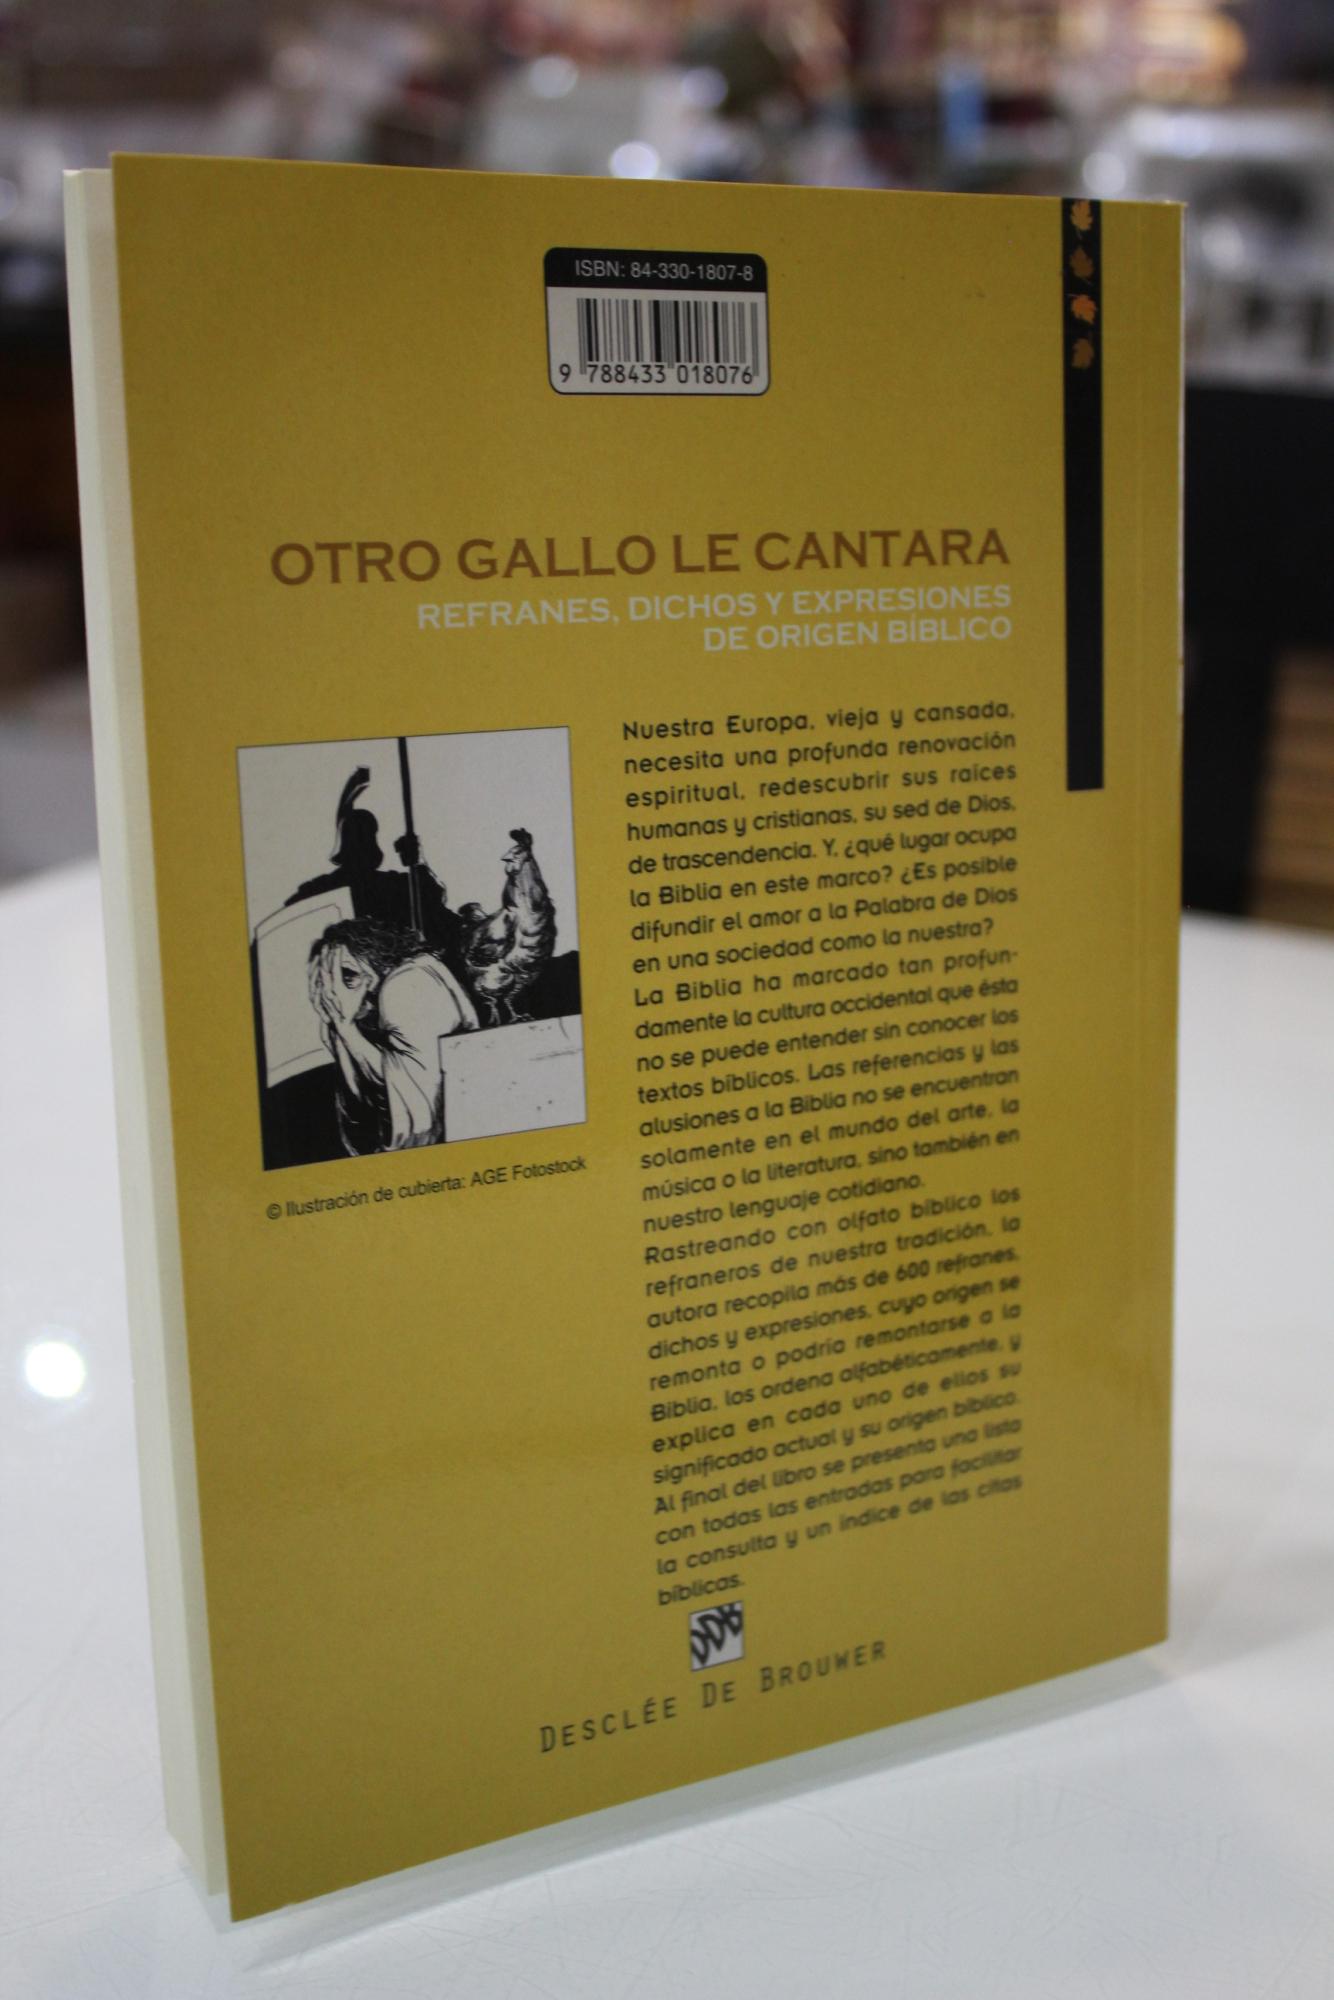 ISBN: 84-330-1807-8
9 788433 018076
OTRO GALLO LE CANTARA
REFRANES, DICHOS Y EXPRESIONES
DE ORIGEN BÍBLICO
Nuestra Europa, vieja y cansada,
necesita una profunda renovación
espiritual, redescubrir sus raíces
humanas y cristianas, su sed de Dios,
de trascendencia. Y, ¿qué lugar ocupa
la Biblia en este marco? ¿Es posible
difundir el amor a la Palabra de Dios
en una sociedad como la nuestra?
La Biblia ha marcado tan profun-
damente la cultura occidental que ésta
no se puede entender sin conocer los
textos bíblicos. Las referencias y las
alusiones a la Biblia no se encuentran
solamente en el mundo del arte, la
música o la literatura, sino también en
nuestro lenguaje cotidiano.
Rastreando con olfato bíblico los
refraneros de nuestra tradición, la
autora recopila más de 600 refranes,
dichos y expresiones, cuyo origen se
remonta o podría remontarse a la
Biblia, los ordena alfabéticamente, y
explica en cada uno de ellos su
significado actual y su origen bíblico.
Al final del libro se presenta una lista
con todas las entradas para facilitar
la consulta y un índice de las citas
bíblicas.
© Ilustración de cubierta: AGE Fotostock
DDB
DESCLÉE DE BROUWER